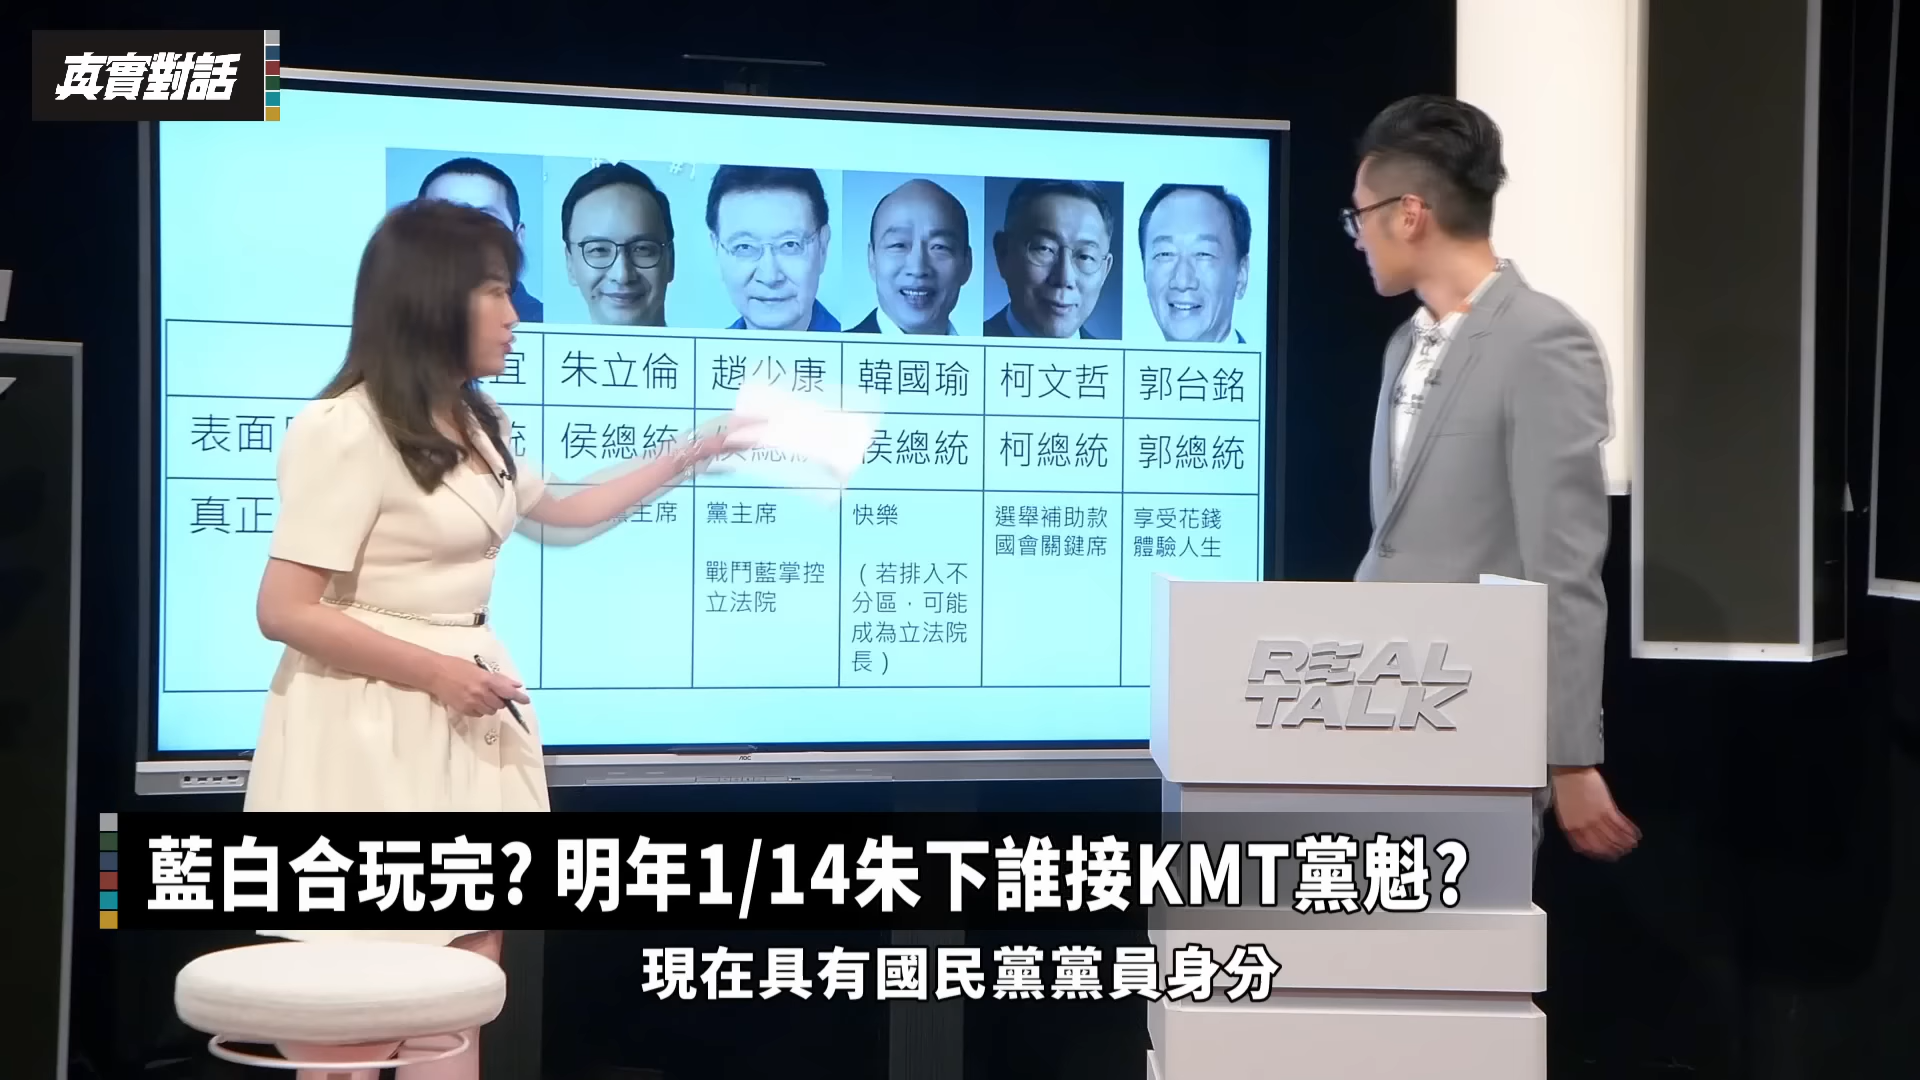 真實對話
宜 朱立倫 趙少康 韓國瑜 柯文哲 郭台銘
表面 統 侯總統 侯總統 侯總統 柯總統 郭總統
真正 黨主席 黨主席 快樂 選舉補助款 享受花錢
國會關鍵席 體驗人生
戰鬥藍掌控 (若排入不
立法院 分區,可能
成為立法院
長)
REAL
TALK
AOC
藍白合玩完? 明年1/14朱下誰接KMT黨魁?
現在具有國民黨黨員身分